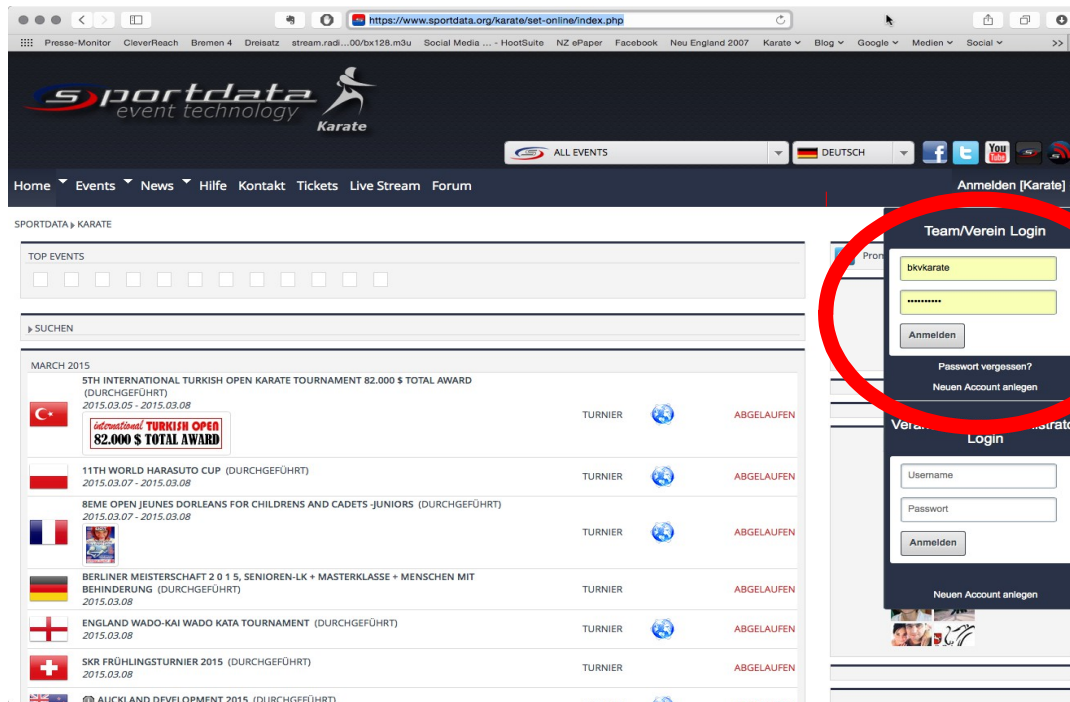 https://www.sportdata.org/karate/set-online/index.php
Presse-Monitor CleverReach Bremen 4 Dreisatz stream.radi...00/bx128.m3u Social Media ... - HootSuite NZ ePaper Facebook Neu England 2007 Karate Blog Google Medien Social >>
sportdata
event technology
Karate
ALL EVENTS DEUTSCH
You Tube
Home Events News Hilfe Kontakt Tickets Live Stream Forum Anmelden [Karate]
SPORTDATA KARATE
Team/Verein Login
TOP EVENTS
bkvkarate
••••••••••
Anmelden
Passwort vergessen?
Neuen Account anlegen
SUCHEN
MARCH 2015
5TH INTERNATIONAL TURKISH OPEN KARATE TOURNAMENT 82.000 $ TOTAL AWARD
(DURCHGEFÜHRT)
2015.03.05 - 2015.03.08
TURNIER ABGELAUFEN
international TURKISH OPEN
82.000 $ TOTAL AWARD
11TH WORLD HARASUTO CUP (DURCHGEFÜHRT)
2015.03.07 - 2015.03.08
TURNIER ABGELAUFEN
8EME OPEN JEUNES DORLEANS FOR CHILDRENS AND CADETS -JUNIORS (DURCHGEFÜHRT)
2015.03.07 - 2015.03.08
TURNIER ABGELAUFEN
BERLINER MEISTERSCHAFT 2 0 1 5, SENIOREN-LK + MASTERKLASSE + MENSCHEN MIT
BEHINDERUNG (DURCHGEFÜHRT)
2015.03.08
TURNIER ABGELAUFEN
ENGLAND WADO-KAI WADO KATA TOURNAMENT (DURCHGEFÜHRT)
2015.03.08
TURNIER ABGELAUFEN
SKR FRÜHLINGSTURNIER 2015 (DURCHGEFÜHRT)
2015.03.08
TURNIER ABGELAUFEN
AUCKLAND DEVELOPMENT 2015 (DURCHGEFÜHRT)
Login
Username
Passwort
Anmelden
Neuen Account anlegen